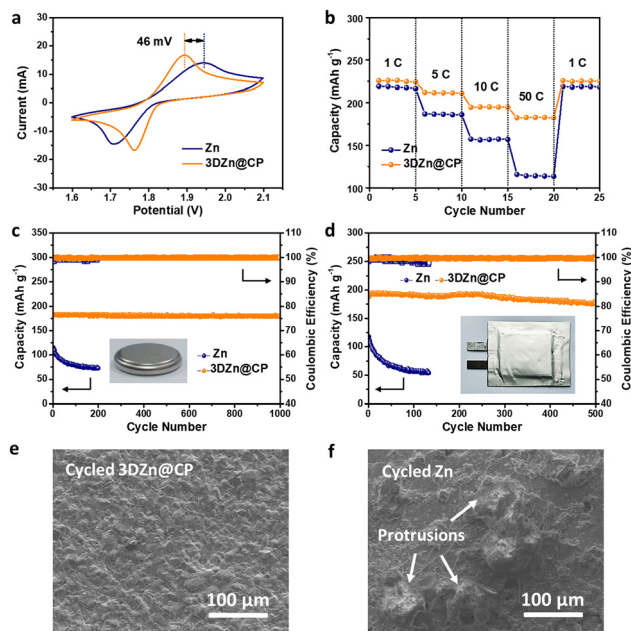 a
46 mV
Zn
3DZn@CP
Current (mA)
30
20
10
0
-10
-20
-30
1.6
1.7
1.8
1.9
2.0
2.1
Potential (V)
b
1 C
5 C
10 C
50 C
1 C
Zn
3DZn@CP
Capacity (mAh g⁻¹)
250
200
150
100
0
5
10
15
20
25
Cycle Number
c
Zn
3DZn@CP
Capacity (mAh g⁻¹)
350
300
250
200
150
100
50
0
0
200
400
600
800
1000
Cycle Number
Coulombic Efficiency (%)
110
100
90
80
70
60
50
40
d
Zn
3DZn@CP
Capacity (mAh g⁻¹)
350
300
250
200
150
100
50
0
0
100
200
300
400
500
Cycle Number
Coulombic Efficiency (%)
110
100
90
80
70
60
50
40
e
Cycled 3DZn@CP
100 μm
f
Cycled Zn
Protrusions
100 μm